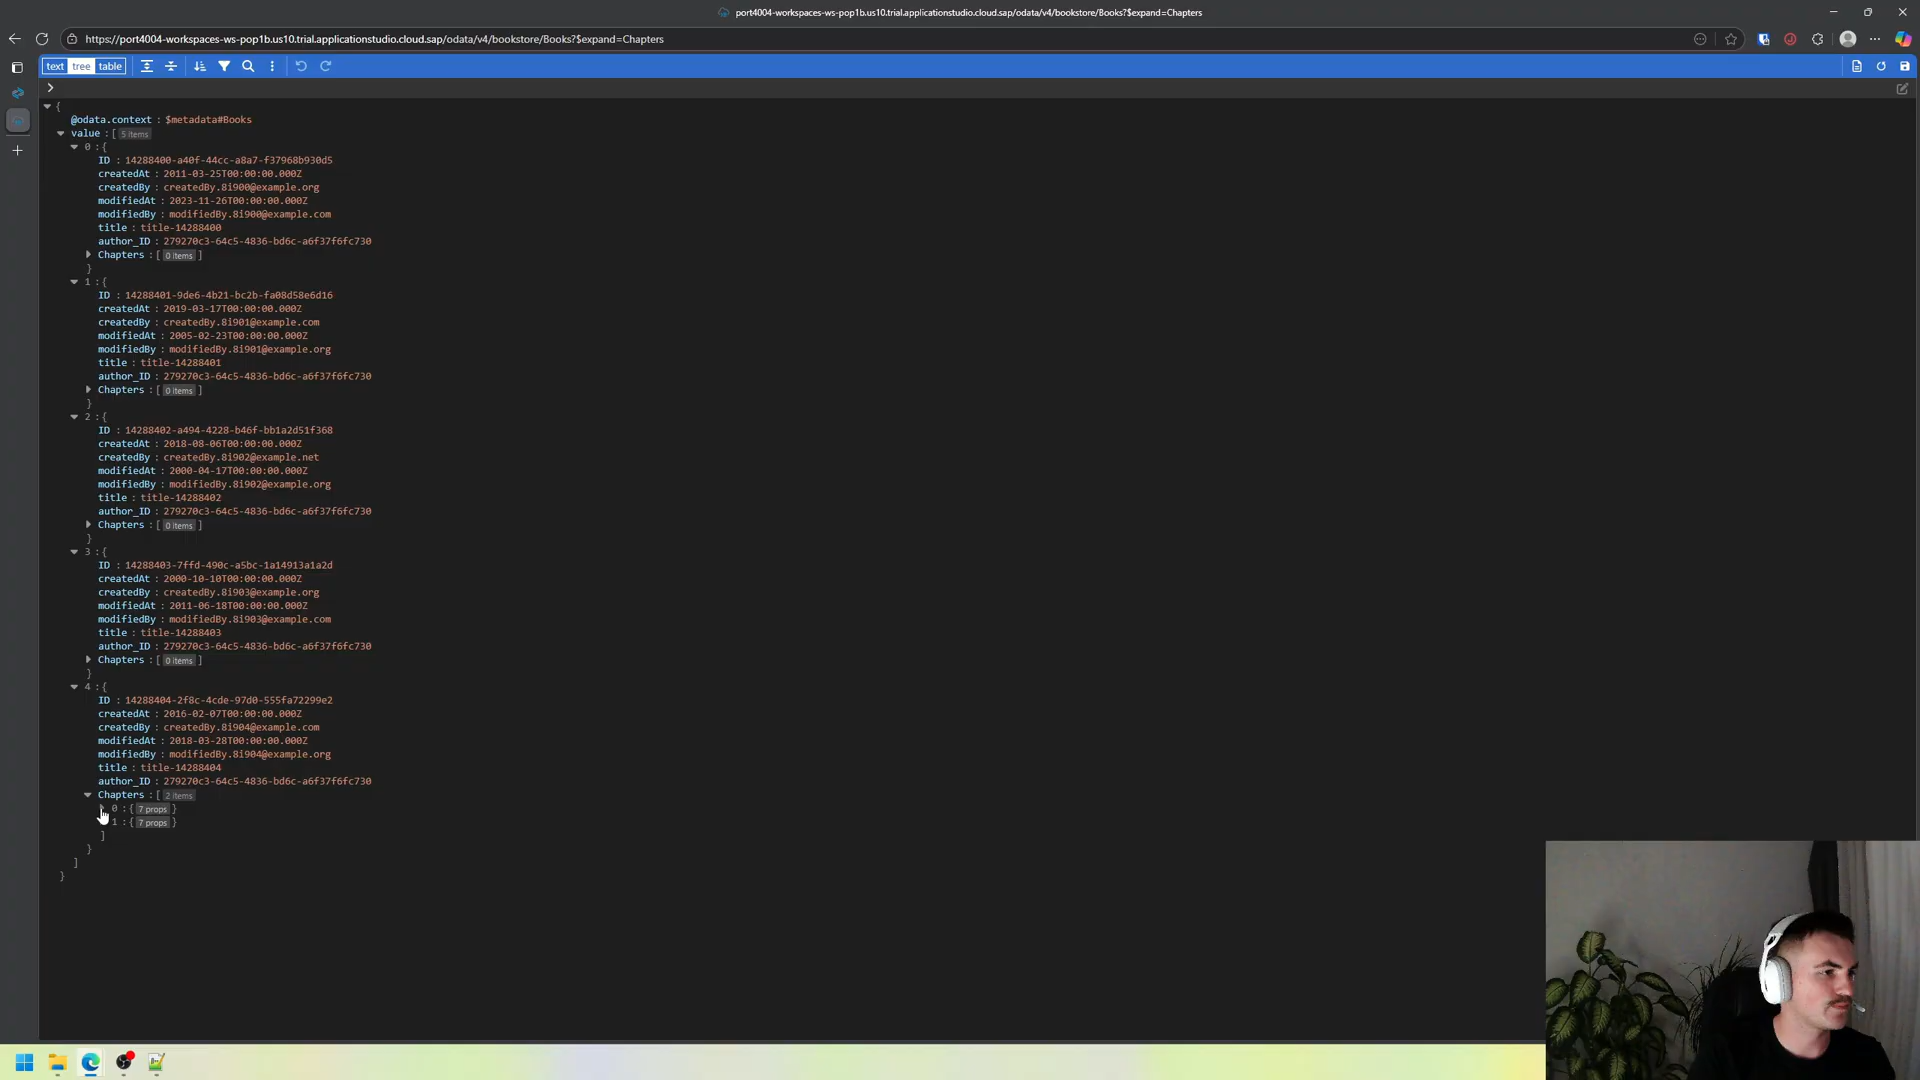 port4004-workspaces-ws-pop1b.us10.trial.applicationstudio.cloud.sap/odata/v4/bookstore/Books?$expand=Chapters
https://port4004-workspaces-ws-pop1b.us10.trial.applicationstudio.cloud.sap/odata/v4/bookstore/Books?$expand=Chapters
text tree table
{
@odata.context : $metadata#Books
value : [ 5 items
0 : {
ID : 14288400-a40f-44cc-a8a7-f37968b930d5
createdAt : 2011-03-25T00:00:00.000Z
createdBy : createdBy.8i900@example.org
modifiedAt : 2023-11-26T00:00:00.000Z
modifiedBy : modifiedBy.8i900@example.com
title : title-14288400
author_ID : 279270c3-64c5-4836-bd6c-a6f37f6fc730
Chapters : [ 0 items ]
}
1 : {
ID : 14288401-9de6-4b21-bc2b-fa08d58e6d16
createdAt : 2019-03-17T00:00:00.000Z
createdBy : createdBy.8i901@example.com
modifiedAt : 2005-02-23T00:00:00.000Z
modifiedBy : modifiedBy.8i901@example.org
title : title-14288401
author_ID : 279270c3-64c5-4836-bd6c-a6f37f6fc730
Chapters : [ 0 items ]
}
2 : {
ID : 14288402-a494-4228-b46f-bb1a2d51f368
createdAt : 2018-08-06T00:00:00.000Z
createdBy : createdBy.8i902@example.net
modifiedAt : 2000-04-17T00:00:00.000Z
modifiedBy : modifiedBy.8i902@example.org
title : title-14288402
author_ID : 279270c3-64c5-4836-bd6c-a6f37f6fc730
Chapters : [ 0 items ]
}
3 : {
ID : 14288403-7ffd-490c-a5bc-1a14913a1a2d
createdAt : 2000-10-10T00:00:00.000Z
createdBy : createdBy.8i903@example.org
modifiedAt : 2011-06-18T00:00:00.000Z
modifiedBy : modifiedBy.8i903@example.com
title : title-14288403
author_ID : 279270c3-64c5-4836-bd6c-a6f37f6fc730
Chapters : [ 0 items ]
}
4 : {
ID : 14288404-2f8c-4cde-97d0-555fa72299e2
createdAt : 2016-02-07T00:00:00.000Z
createdBy : createdBy.8i904@example.com
modifiedAt : 2018-03-28T00:00:00.000Z
modifiedBy : modifiedBy.8i904@example.org
title : title-14288404
author_ID : 279270c3-64c5-4836-bd6c-a6f37f6fc730
Chapters : [ 2 items
0 : { 7 props }
1 : { 7 props }
]
}
]
}